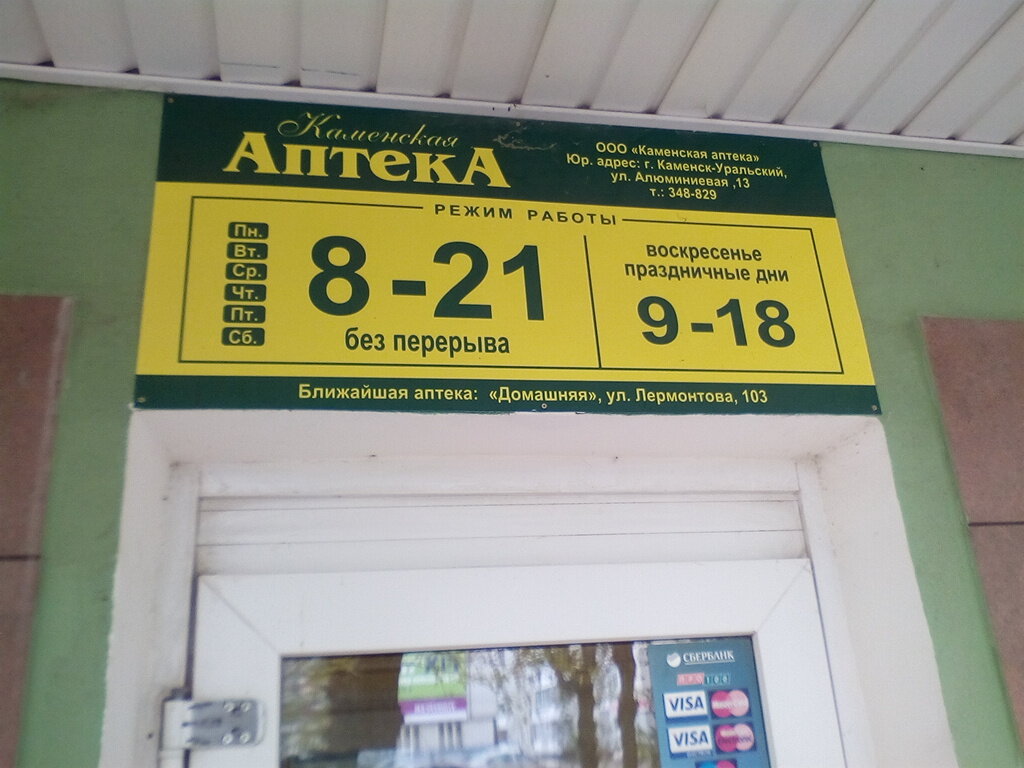 Каменская
Аптека
ООО «Каменская аптека»
Юр. адрес: г. Каменск-Уральский,
ул. Алюминиевая ,13
т.: 348-829
РЕЖИМ РАБОТЫ
Пн.
Вт.
Ср.
Чт.
Пт.
Сб.
8-21
без перерыва
воскресенье
праздничные дни
9-18
Ближайшая аптека: «Домашняя», ул. Лермонтова, 103
СБЕРБАНК
VISA
VISA